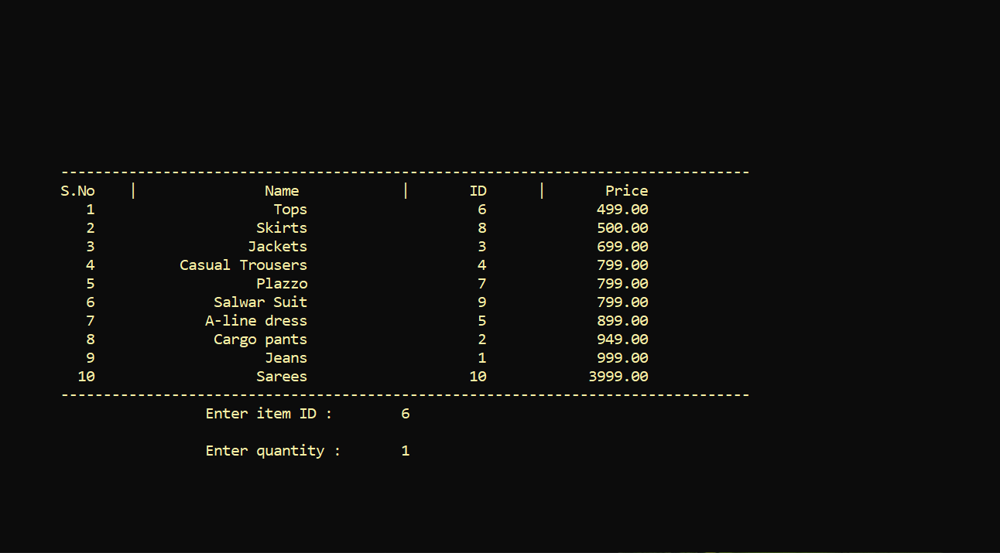 ---------------------------------------------------------------------------------
S.No | Name | ID | Price
1 Tops 6 499.00
2 Skirts 8 500.00
3 Jackets 3 699.00
4 Casual Trousers 4 799.00
5 Plazzo 7 799.00
6 Salwar Suit 9 799.00
7 A-line dress 5 899.00
8 Cargo pants 2 949.00
9 Jeans 1 999.00
10 Sarees 10 3999.00
---------------------------------------------------------------------------------
Enter item ID : 6
Enter quantity : 1